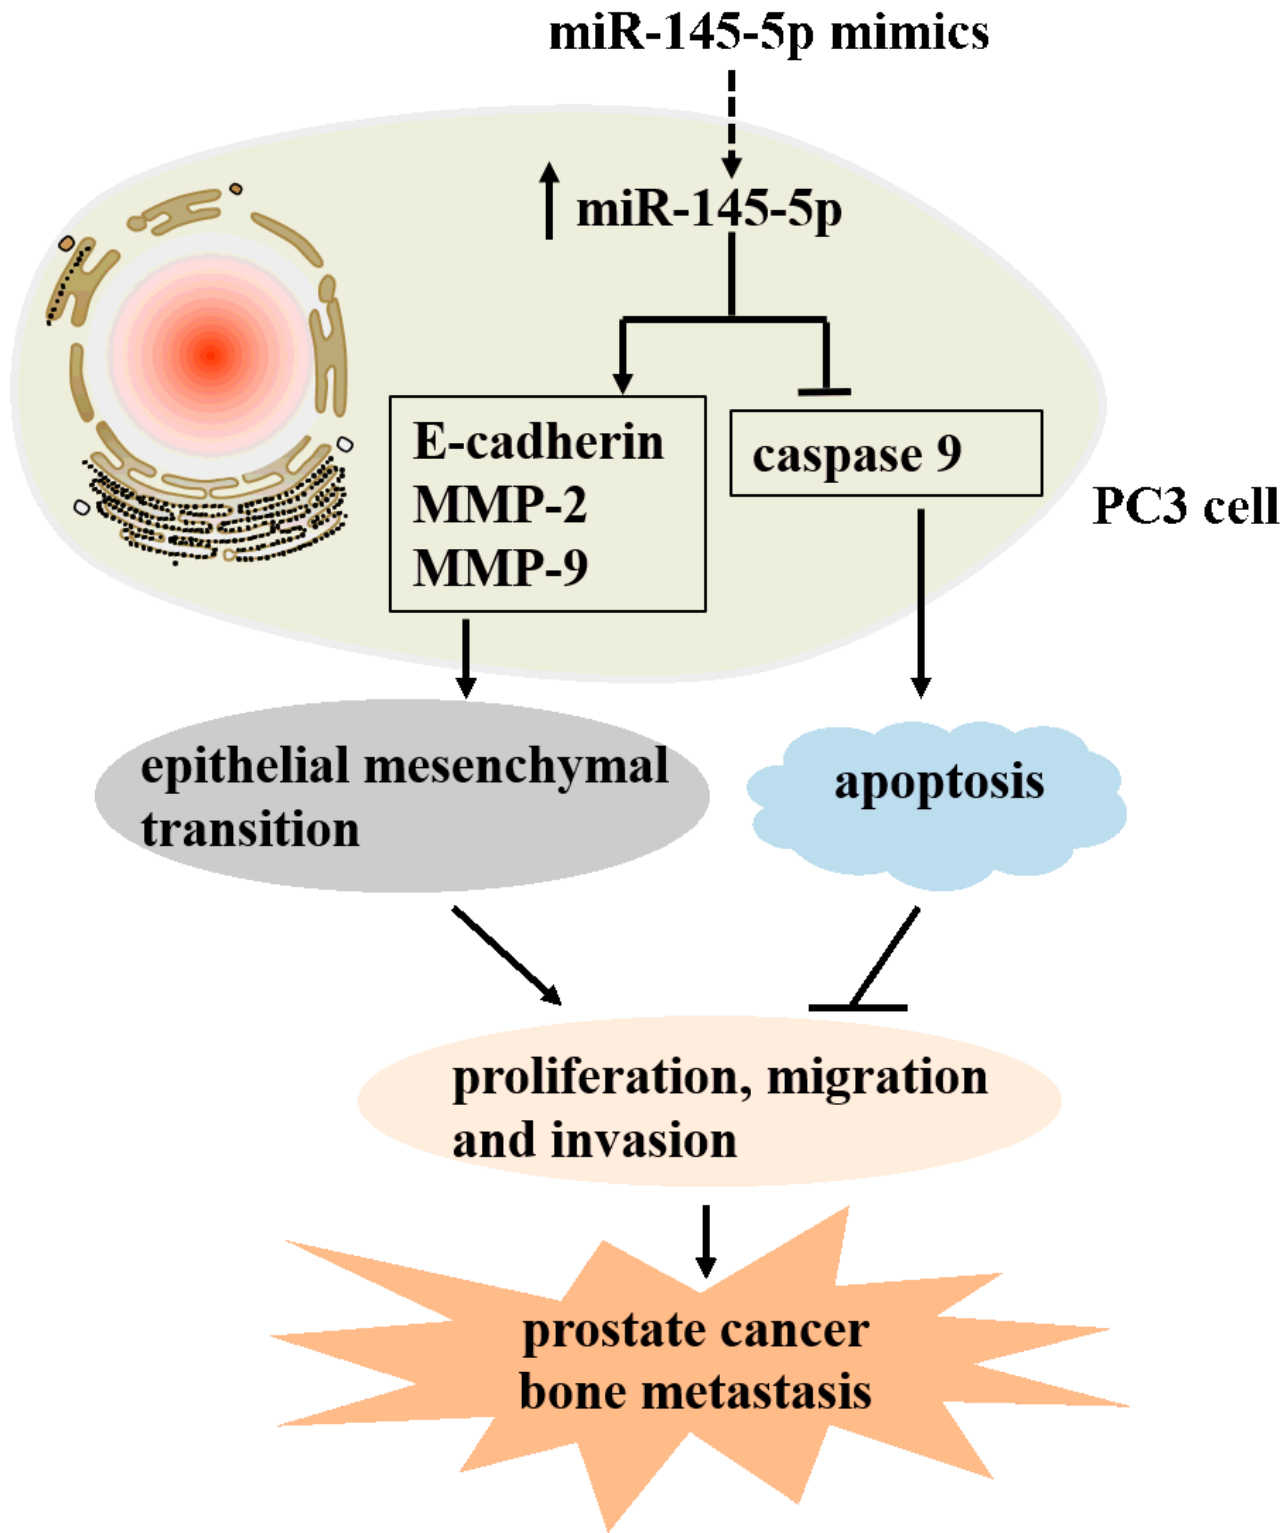 miR-145-5p mimics
miR-145-5p
E-cadherin
MMP-2
MMP-9
caspase 9
PC3 cell
epithelial mesenchymal
transition
apoptosis
proliferation, migration
and invasion
prostate cancer
bone metastasis